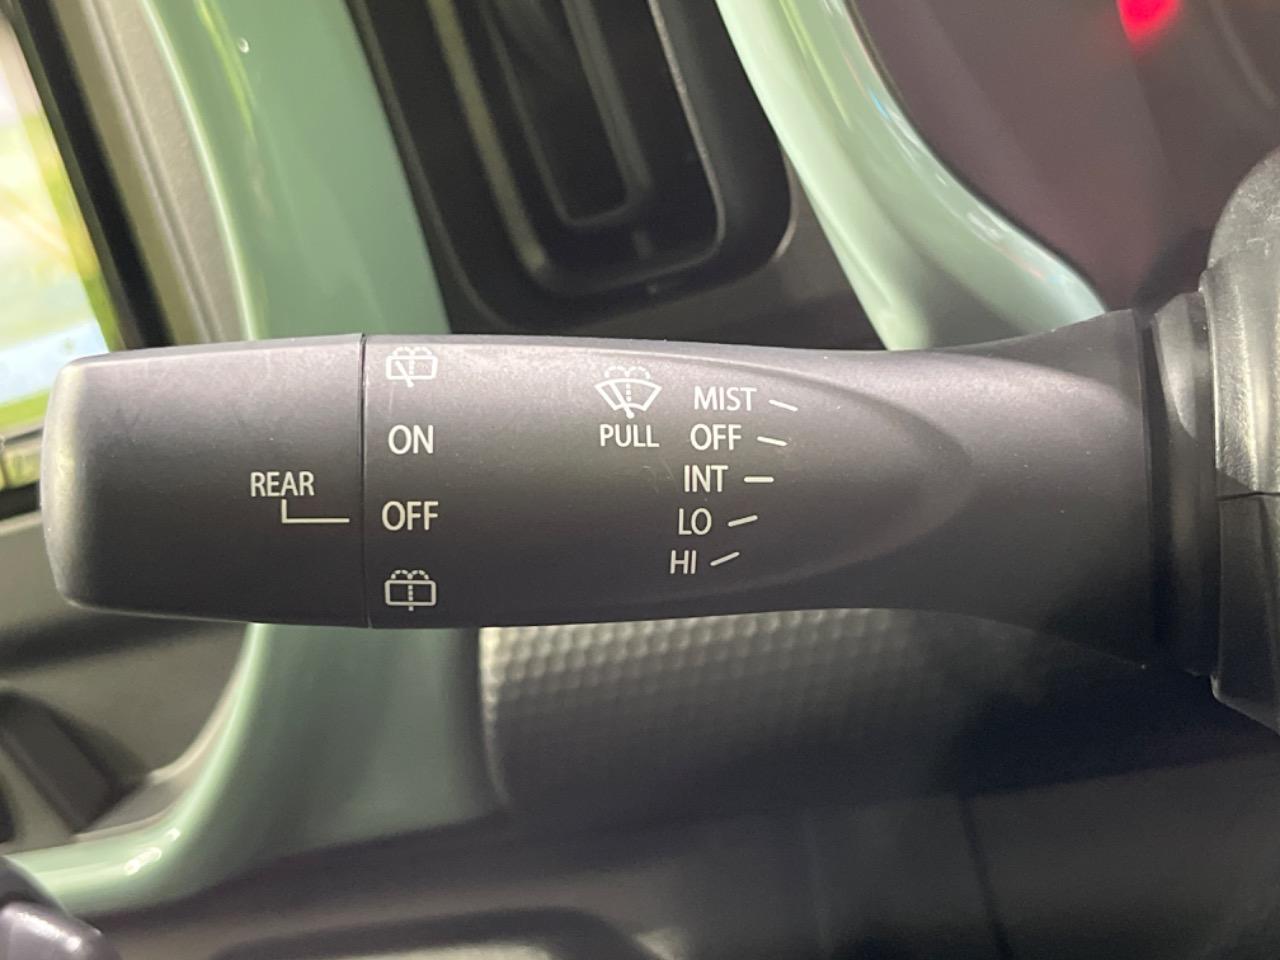 REAR
ON
OFF
PULL
MIST
OFF
INT
LO
HI